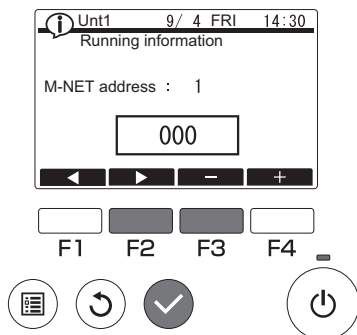 Unt1 9/ 4 FRI 14:30
Running information
M-NET address : 1
000
− +
F1 F2 F3 F4